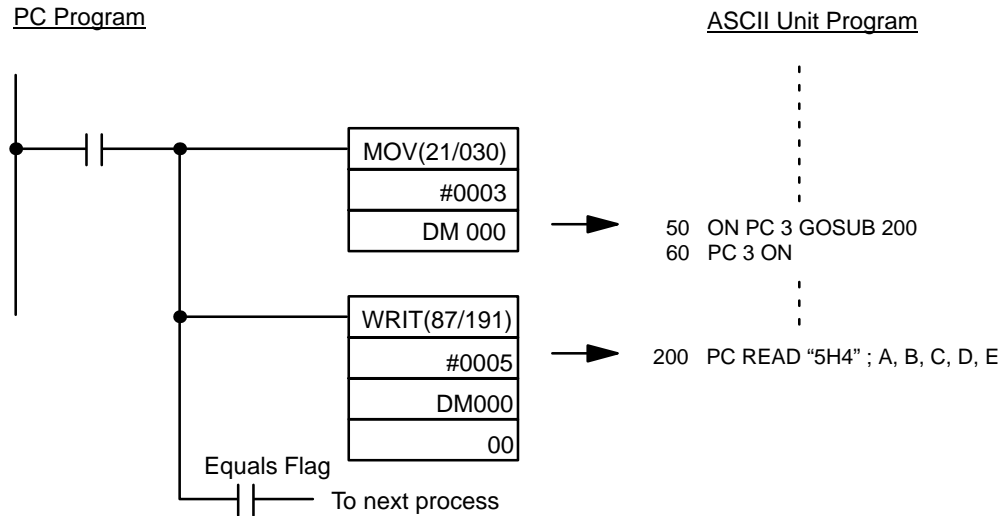 PC Program
ASCII Unit Program
MOV(21/030)
#0003
DM 000
50 ON PC 3 GOSUB 200
60 PC 3 ON
WRIT(87/191)
#0005
DM000
00
200 PC READ “5H4” ; A, B, C, D, E
Equals Flag
To next process